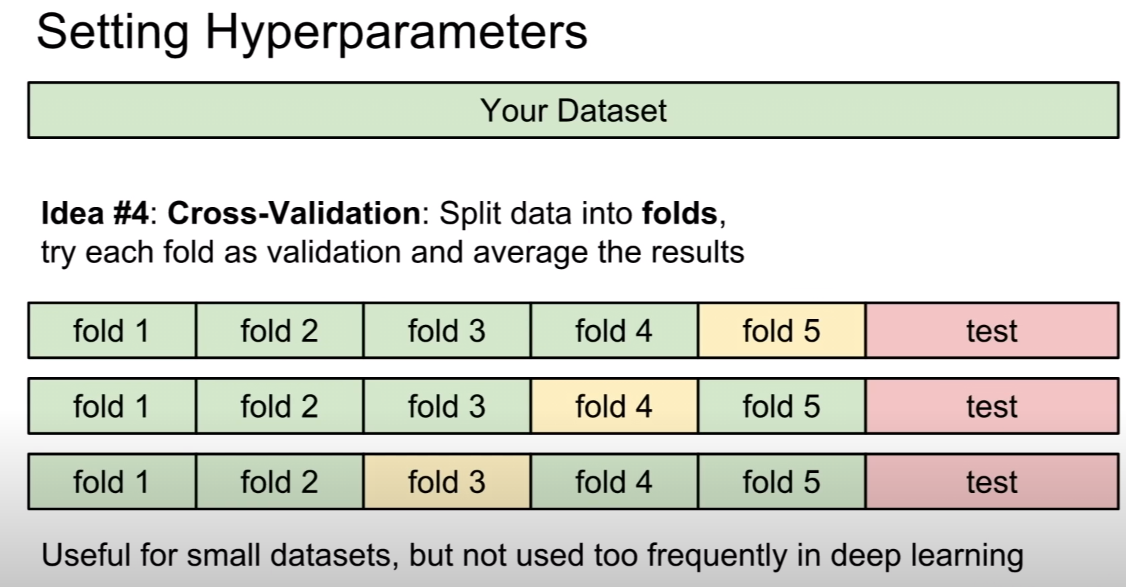 Setting Hyperparameters
Your Dataset
Idea #4: Cross-Validation: Split data into folds,
try each fold as validation and average the results
fold 1 fold 2 fold 3 fold 4 fold 5 test
fold 1 fold 2 fold 3 fold 4 fold 5 test
fold 1 fold 2 fold 3 fold 4 fold 5 test
Useful for small datasets, but not used too frequently in deep learning